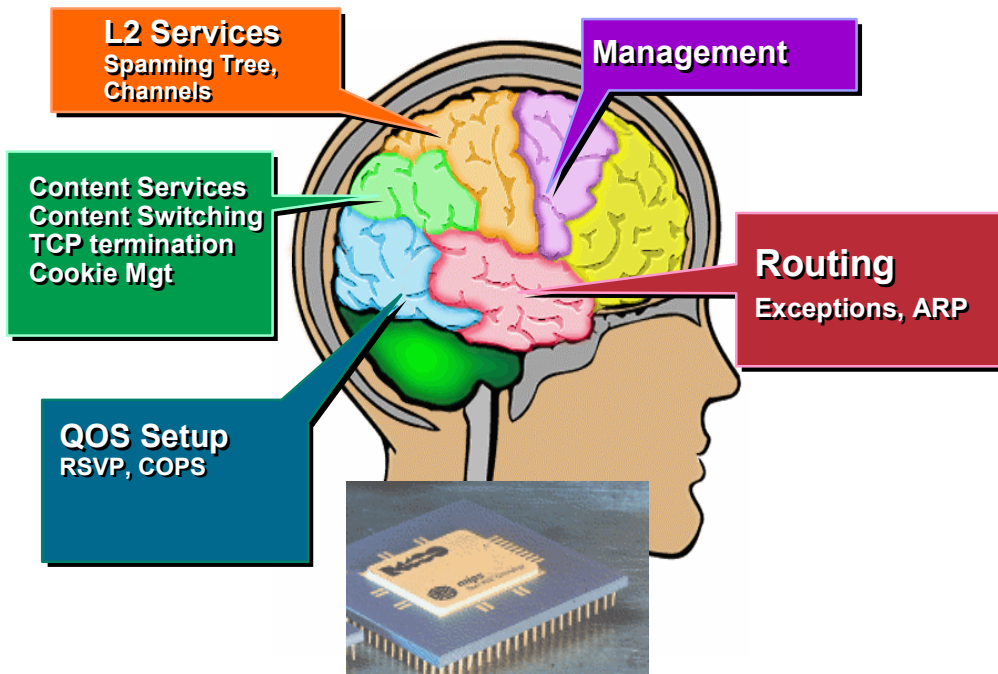 L2 Services
Spanning Tree,
Channels
Management
Content Services
Content Switching
TCP termination
Cookie Mgt
Routing
Exceptions, ARP
QOS Setup
RSVP, COPS
mips